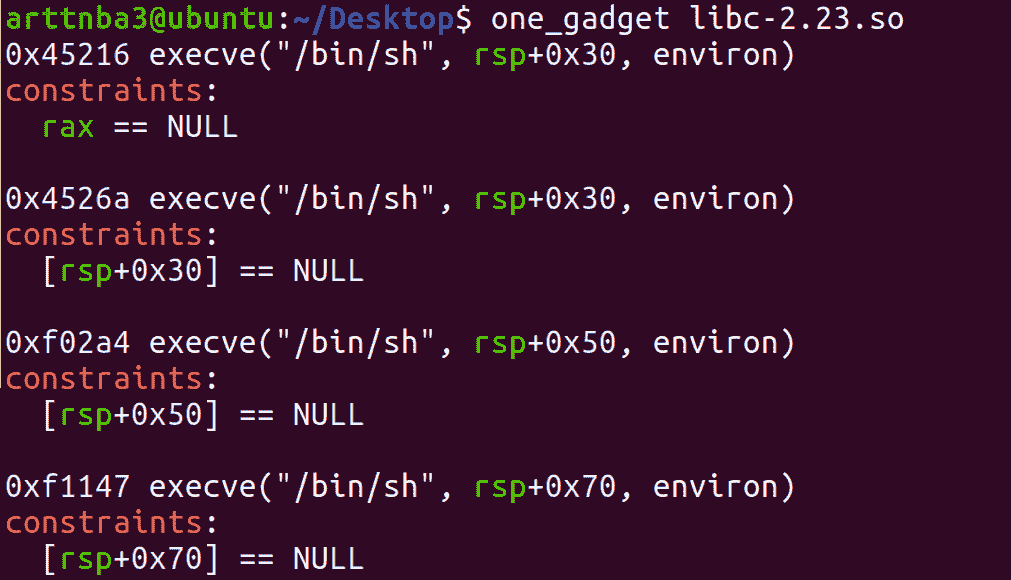 arttnba3@ubuntu:~/Desktop$ one_gadget libc-2.23.so
0x45216 execve("/bin/sh", rsp+0x30, environ)
constraints:
  rax == NULL

0x4526a execve("/bin/sh", rsp+0x30, environ)
constraints:
  [rsp+0x30] == NULL

0xf02a4 execve("/bin/sh", rsp+0x50, environ)
constraints:
  [rsp+0x50] == NULL

0xf1147 execve("/bin/sh", rsp+0x70, environ)
constraints:
  [rsp+0x70] == NULL